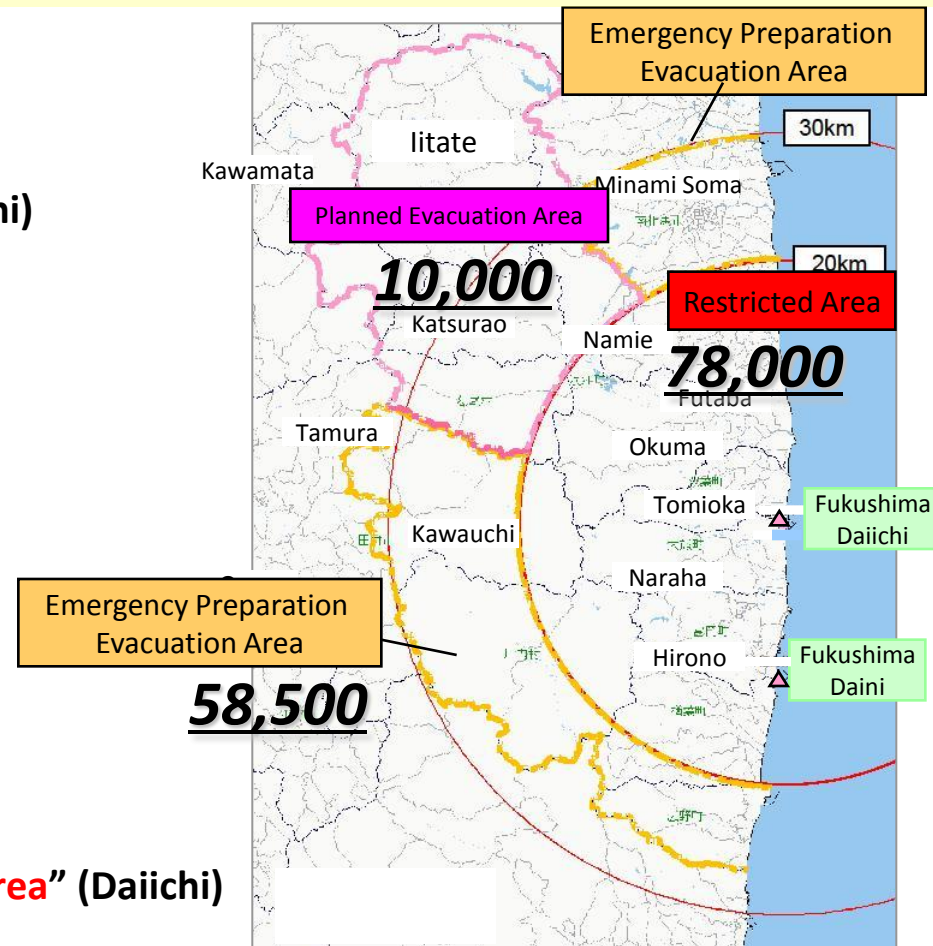 Emergency Preparation
Evacuation Area
30km
Iitate
Kawamata
Minami Soma
hi)
Planned Evacuation Area
20km
10,000
Restricted Area
Katsurao
Namie
78,000
Futaba
Tamura
Okuma
Tomioka
Fukushima
Daiichi
Kawauchi
Naraha
Emergency Preparation
Evacuation Area
Hirono
Fukushima
Daini
58,500
rea” (Daiichi)